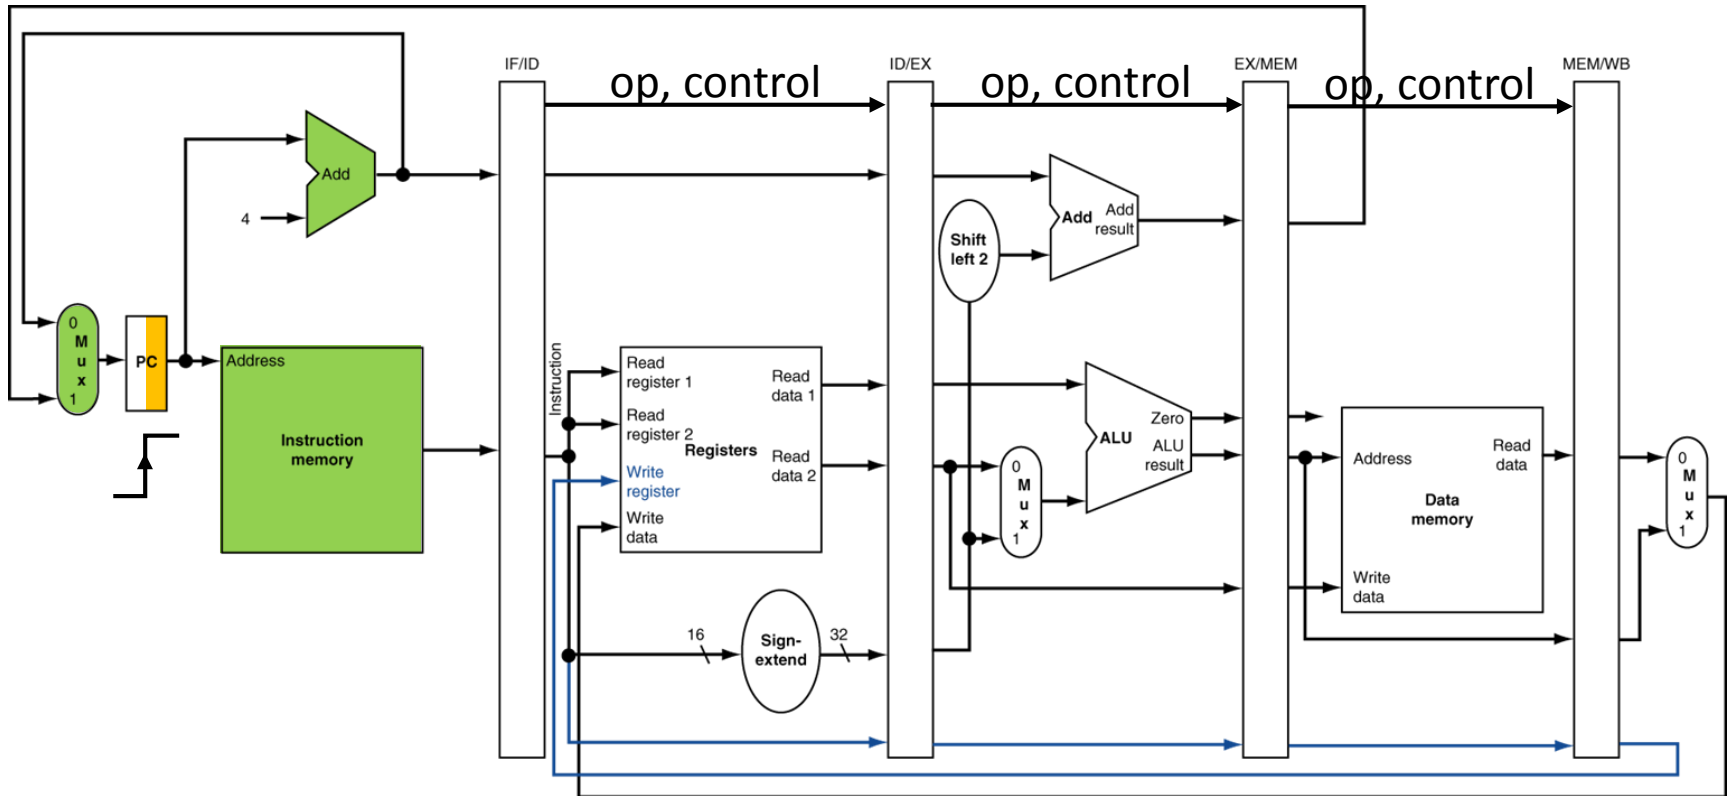 IF/ID
ID/EX
EX/MEM
MEM/WB
op, control
op, control
op, control
Add
4
Shift
left 2
Add
Add
result
0
M
u
x
1
PC
Address
Instruction
memory
Instruction
Read
register 1
Read
register 2
Write
register
Write
data
Registers
Read
data 1
Read
data 2
16
Sign-
extend
32
0
M
u
x
1
ALU
Zero
ALU
result
Address
Write
data
Data
memory
Read
data
0
M
u
x
1